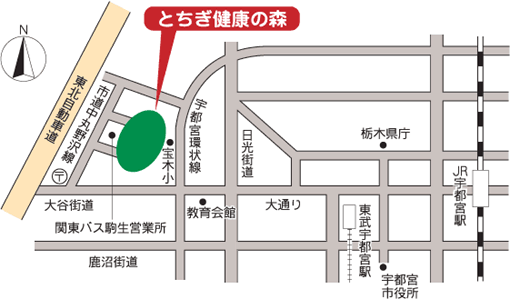 とちぎ健康の森
N
東北自動車道
市道中丸野沢線
宝木小
宇都宮環状線
日光街道
栃木県庁
JR宇都宮駅
〒
大谷街道
関東バス駒生営業所
教育会館
大通り
東武宇都宮駅
鹿沼街道
宇都宮
市役所